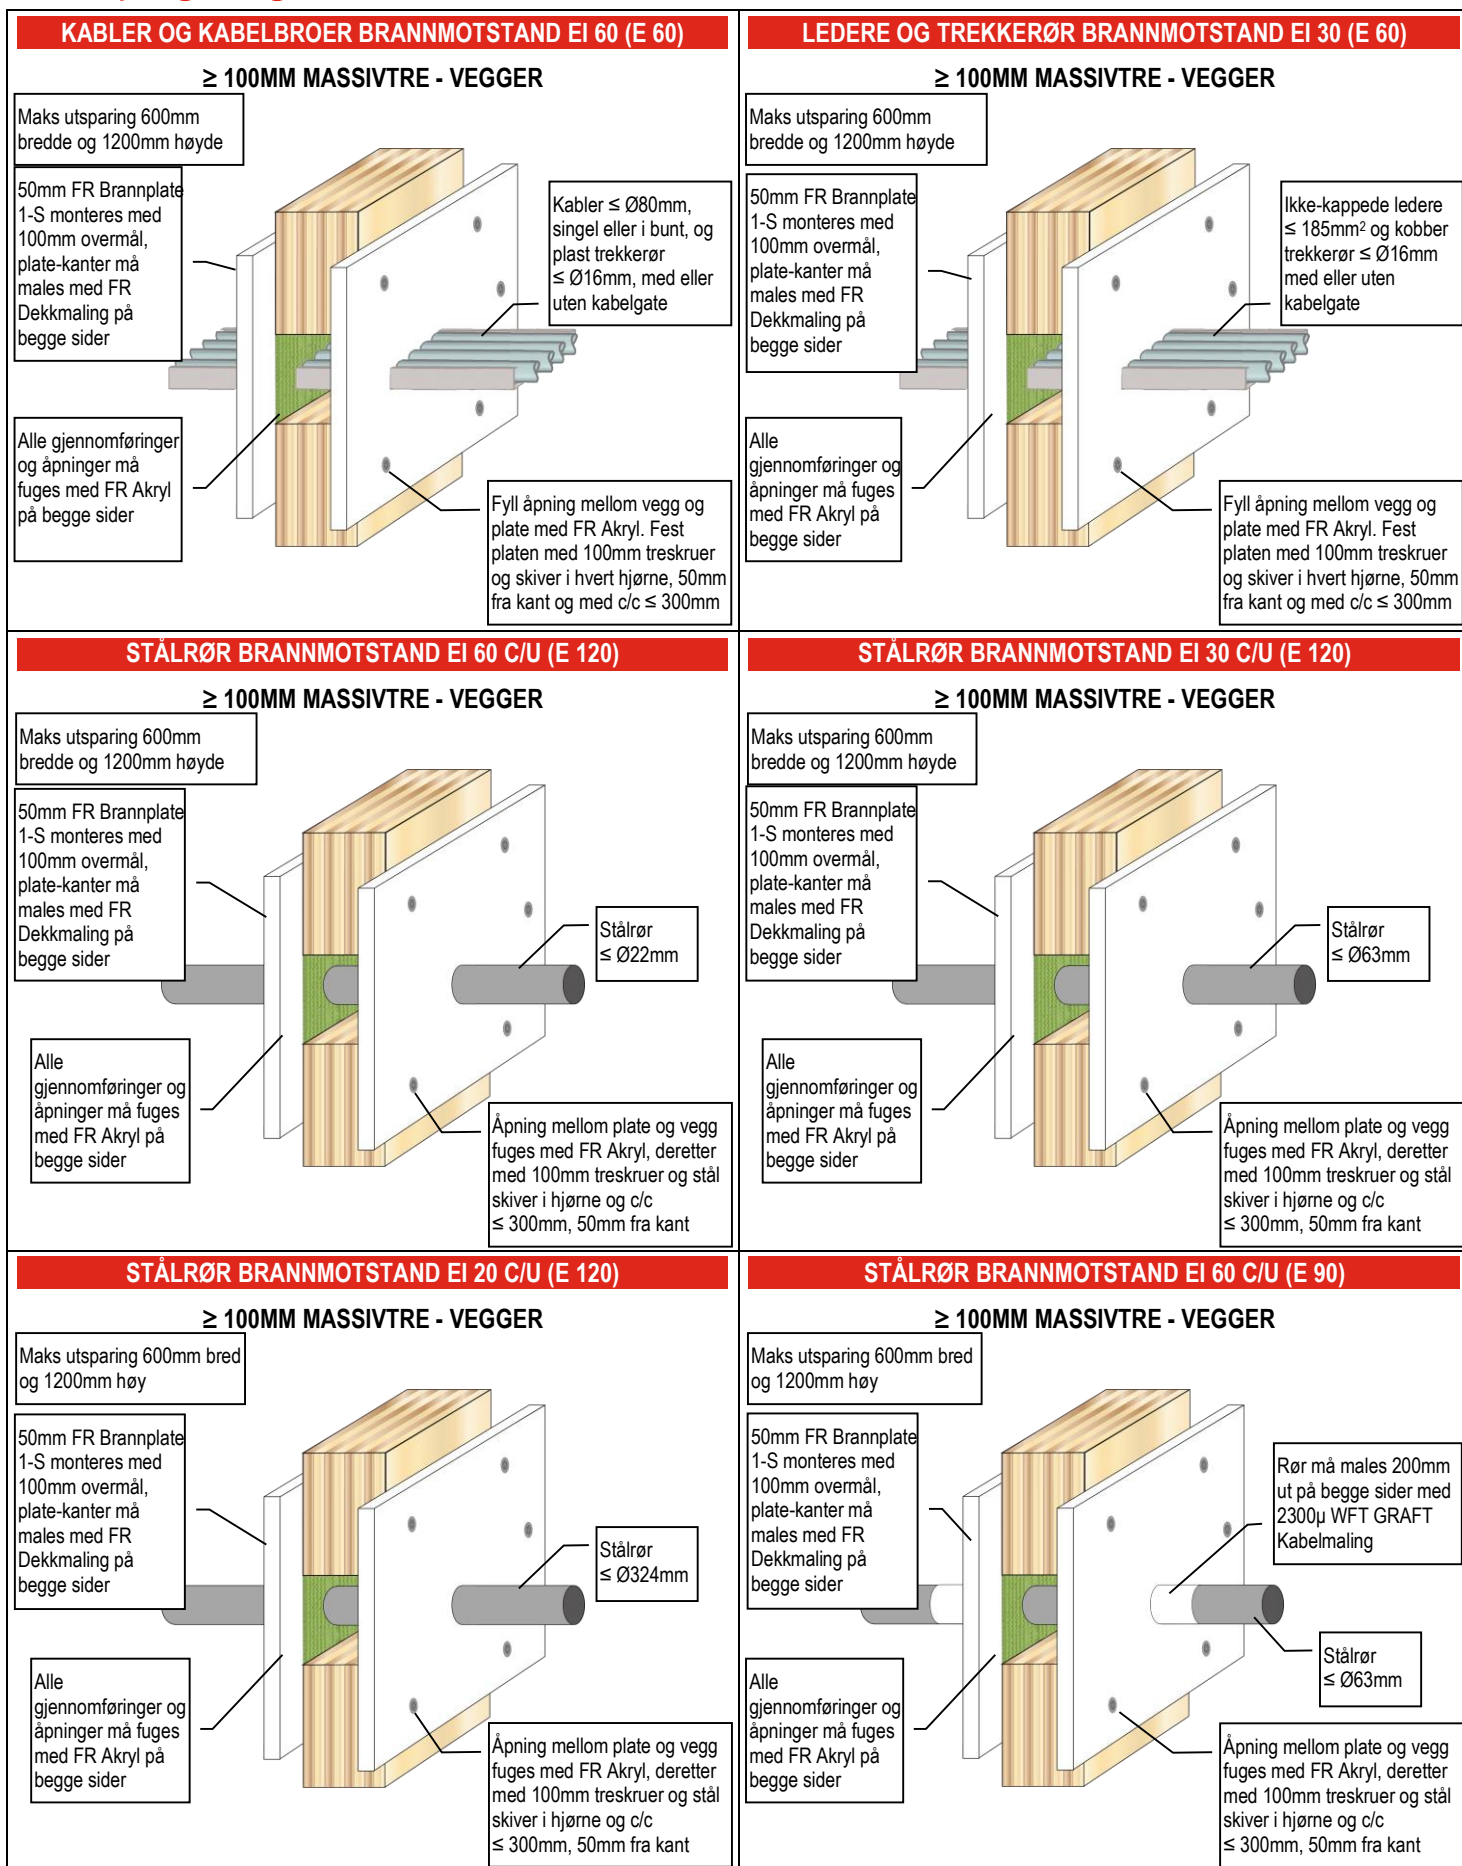 KABLER OG KABELBROER BRANNMOTSTAND EI 60 (E 60)
≥ 100MM MASSIVTRE - VEGGER
Maks utsparing 600mm
bredde og 1200mm høyde
50mm FR Brannplate
1-S monteres med
100mm overmål,
plate-kanter må
males med FR
Dekkmaling på
begge sider
Kabler ≤ Ø80mm,
singel eller i bunt, og
plast trekkerør
≤ Ø16mm, med eller
uten kabelgate
Alle gjennomføringer
og åpninger må
fuges med FR Akryl
på begge sider
Fyll åpning mellom vegg og
plate med FR Akryl. Fest
platen med 100mm treskruer
og skiver i hvert hjørne, 50mm
fra kant og med c/c ≤ 300mm
LEDERE OG TREKKERØR BRANNMOTSTAND EI 30 (E 60)
≥ 100MM MASSIVTRE - VEGGER
Maks utsparing 600mm
bredde og 1200mm høyde
50mm FR Brannplate
1-S monteres med
100mm overmål,
plate-kanter må
males med FR
Dekkmaling på
begge sider
Ikke-kappede ledere
≤ 185mm² og kobber
trekkerør ≤ Ø16mm
med eller uten
kabelgate
Alle
gjennomføringer og
åpninger må fuges
med FR Akryl på
begge sider
Fyll åpning mellom vegg og
plate med FR Akryl. Fest
platen med 100mm treskruer
og skiver i hvert hjørne, 50mm
fra kant og med c/c ≤ 300mm
STÅLRØR BRANNMOTSTAND EI 60 C/U (E 120)
≥ 100MM MASSIVTRE - VEGGER
Maks utsparing 600mm
bredde og 1200mm høyde
50mm FR Brannplate
1-S monteres med
100mm overmål,
plate-kanter må
males med FR
Dekkmaling på
begge sider
Stålrør
≤ Ø22mm
Alle
gjennomføringer og
åpninger må fuges
med FR Akryl på
begge sider
Åpning mellom plate og vegg
fuges med FR Akryl, deretter
med 100mm treskruer og stål
skiver i hjørne og c/c
≤ 300mm, 50mm fra kant
STÅLRØR BRANNMOTSTAND EI 30 C/U (E 120)
≥ 100MM MASSIVTRE - VEGGER
Maks utsparing 600mm
bredde og 1200mm høyde
50mm FR Brannplate
1-S monteres med
100mm overmål,
plate-kanter må
males med FR
Dekkmaling på
begge sider
Stålrør
≤ Ø63mm
Alle
gjennomføringer og
åpninger må fuges
med FR Akryl på
begge sider
Åpning mellom plate og vegg
fuges med FR Akryl, deretter
med 100mm treskruer og stål
skiver i hjørne og c/c
≤ 300mm, 50mm fra kant
STÅLRØR BRANNMOTSTAND EI 20 C/U (E 120)
≥ 100MM MASSIVTRE - VEGGER
Maks utsparing 600mm bred
og 1200mm høy
50mm FR Brannplate
1-S monteres med
100mm overmål,
plate-kanter må
males med FR
Dekkmaling på
begge sider
Stålrør
≤ Ø324mm
Alle
gjennomføringer og
åpninger må fuges
med FR Akryl på
begge sider
Åpning mellom plate og vegg
fuges med FR Akryl, deretter
med 100mm treskruer og stål
skiver i hjørne og c/c
≤ 300mm, 50mm fra kant
STÅLRØR BRANNMOTSTAND EI 60 C/U (E 90)
≥ 100MM MASSIVTRE - VEGGER
Maks utsparing 600mm bred
og 1200mm høy
50mm FR Brannplate
1-S monteres med
100mm overmål,
plate-kanter må
males med FR
Dekkmaling på
begge sider
Rør må males 200mm
ut på begge sider med
2300µ WFT GRAFT
Kabelmaling
Stålrør
≤ Ø63mm
Alle
gjennomføringer og
åpninger må fuges
med FR Akryl på
begge sider
Åpning mellom plate og vegg
fuges med FR Akryl, deretter
med 100mm treskruer og stål
skiver i hjørne og c/c
≤ 300mm, 50mm fra kant